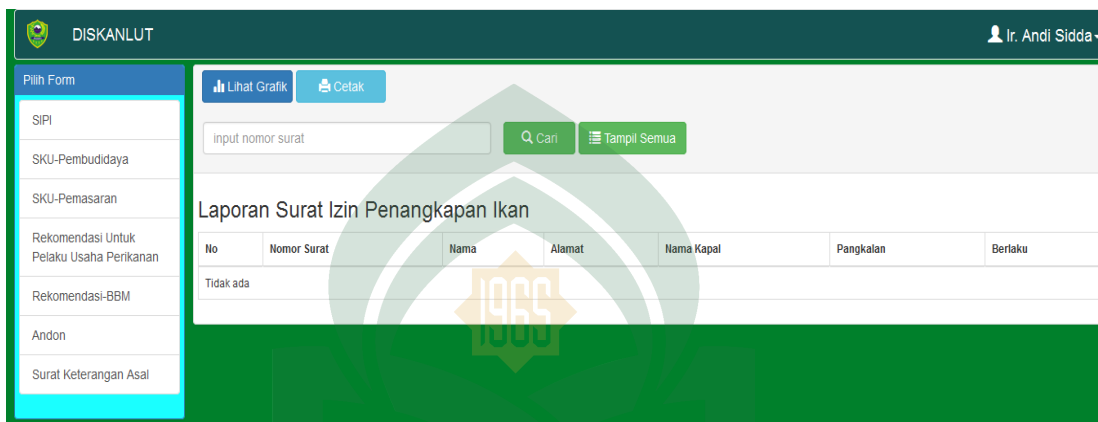 DISKANLUT
Ir. Andi Sidda
Pilih Form
SIPI
SKU-Pembudidaya
SKU-Pemasaran
Rekomendasi Untuk
Pelaku Usaha Perikanan
Rekomendasi-BBM
Andon
Surat Keterangan Asal
Lihat Grafik Cetak
input nomor surat Cari Tampil Semua
Laporan Surat Izin Penangkapan Ikan
No Nomor Surat Nama Alamat Nama Kapal Pangkalan Berlaku
Tidak ada
1965